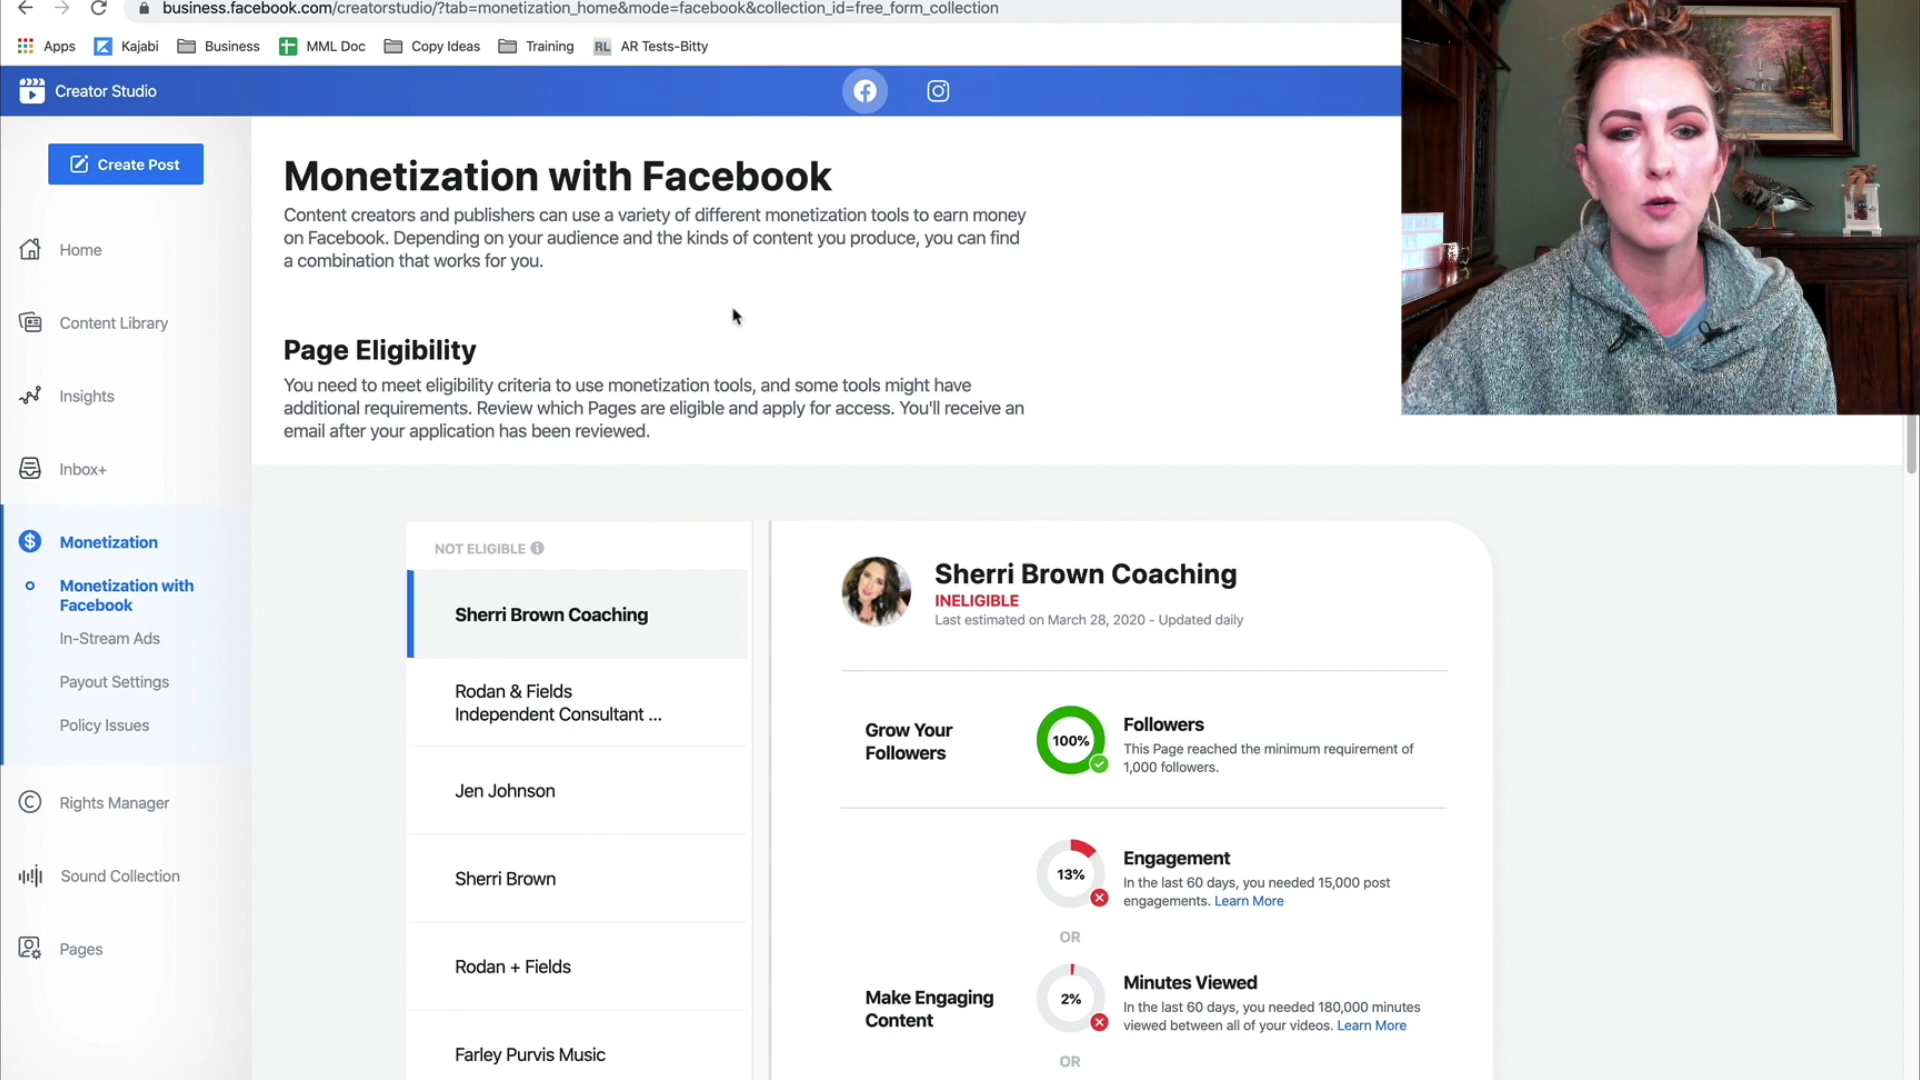 business.facebook.com/creatorstudio/?tab=monetization_home&mode=facebook&collection_id=free_form_collection
Apps
Kajabi
Business
MML Doc
Copy Ideas
Training
RL
AR Tests-Bitty
Creator Studio
Create Post
Home
Content Library
Insights
Inbox+
Monetization
Monetization with
Facebook
In-Stream Ads
Payout Settings
Policy Issues
Rights Manager
Sound Collection
Pages
Monetization with Facebook
Content creators and publishers can use a variety of different monetization tools to earn money
on Facebook. Depending on your audience and the kinds of content you produce, you can find
a combination that works for you.
Page Eligibility
You need to meet eligibility criteria to use monetization tools, and some tools might have
additional requirements. Review which Pages are eligible and apply for access. You'll receive an
email after your application has been reviewed.
NOT ELIGIBLE
Sherri Brown Coaching
Rodan & Fields
Independent Consultant ...
Jen Johnson
Sherri Brown
Rodan + Fields
Farley Purvis Music
Sherri Brown Coaching
INELIGIBLE
Last estimated on March 28, 2020 - Updated daily
Grow Your
Followers
100%
Followers
This Page reached the minimum requirement of
1,000 followers.
Make Engaging
Content
13%
Engagement
In the last 60 days, you needed 15,000 post
engagements. Learn More
OR
2%
Minutes Viewed
In the last 60 days, you needed 180,000 minutes
viewed between all of your videos. Learn More
OR